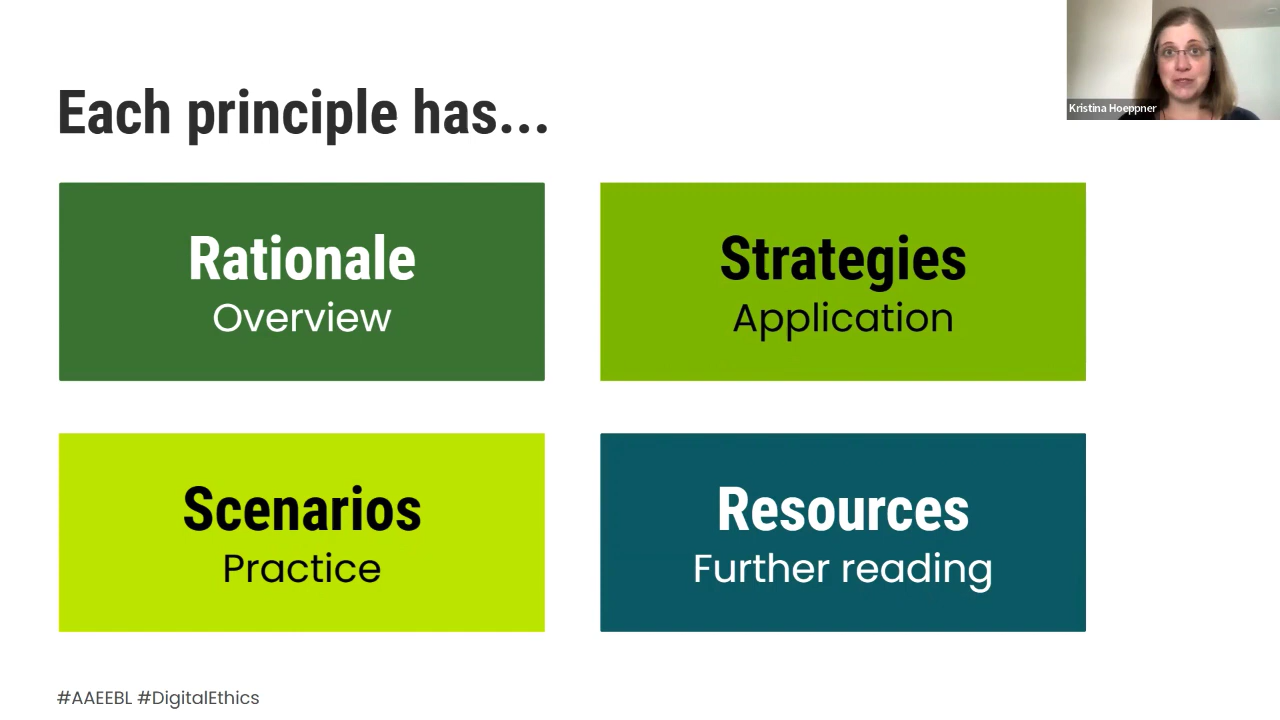 Each principle has...
Kristina Hoeppner
Rationale
Overview
Strategies
Application
Scenarios
Practice
Resources
Further reading
#AAEEBL #DigitalEthics